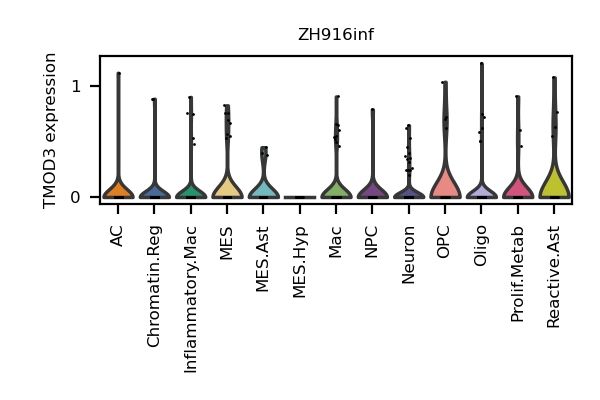 ZH916inf
TMOD3 expression
1
0
AC
Chromatin.Reg
Inflammatory.Mac
MES
MES.Ast
MES.Hyp
Mac
NPC
Neuron
OPC
Oligo
Prolif.Metab
Reactive.Ast